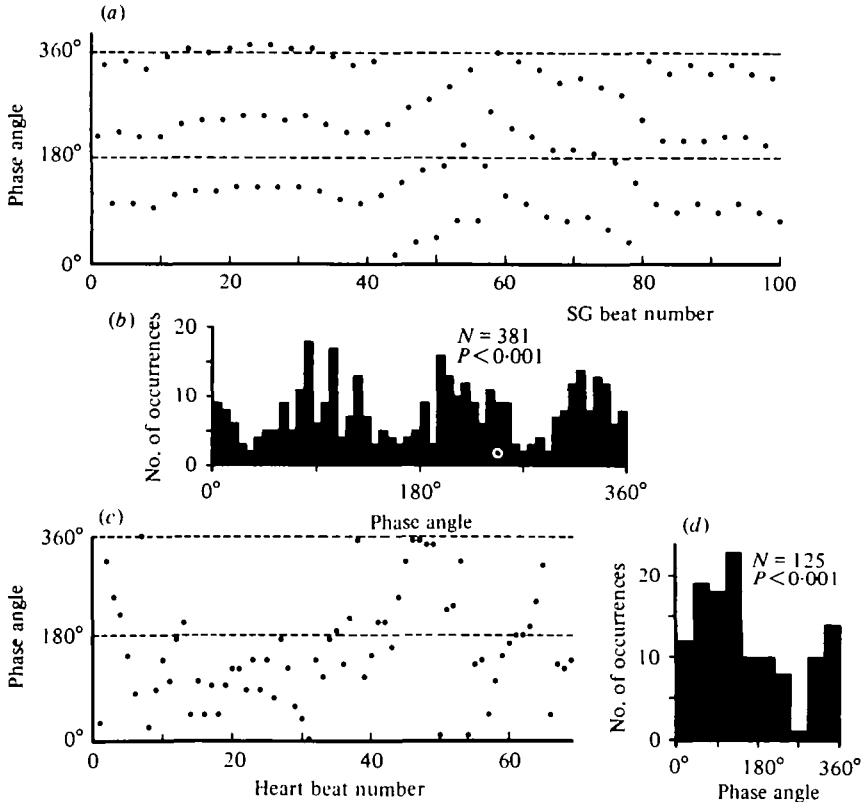 (a)
360°
180°
0°
Phase angle
0 20 40 60 80 100
SG beat number
(b)
20
10
0
No. of occurrences
N = 381
P<0·001
0° 180° 360°
Phase angle
(c)
360°
180°
0°
Phase angle
0 20 40 60
Heart beat number
(d)
20
10
0
No. of occurrences
N = 125
P<0·001
0° 180° 360°
Phase angle